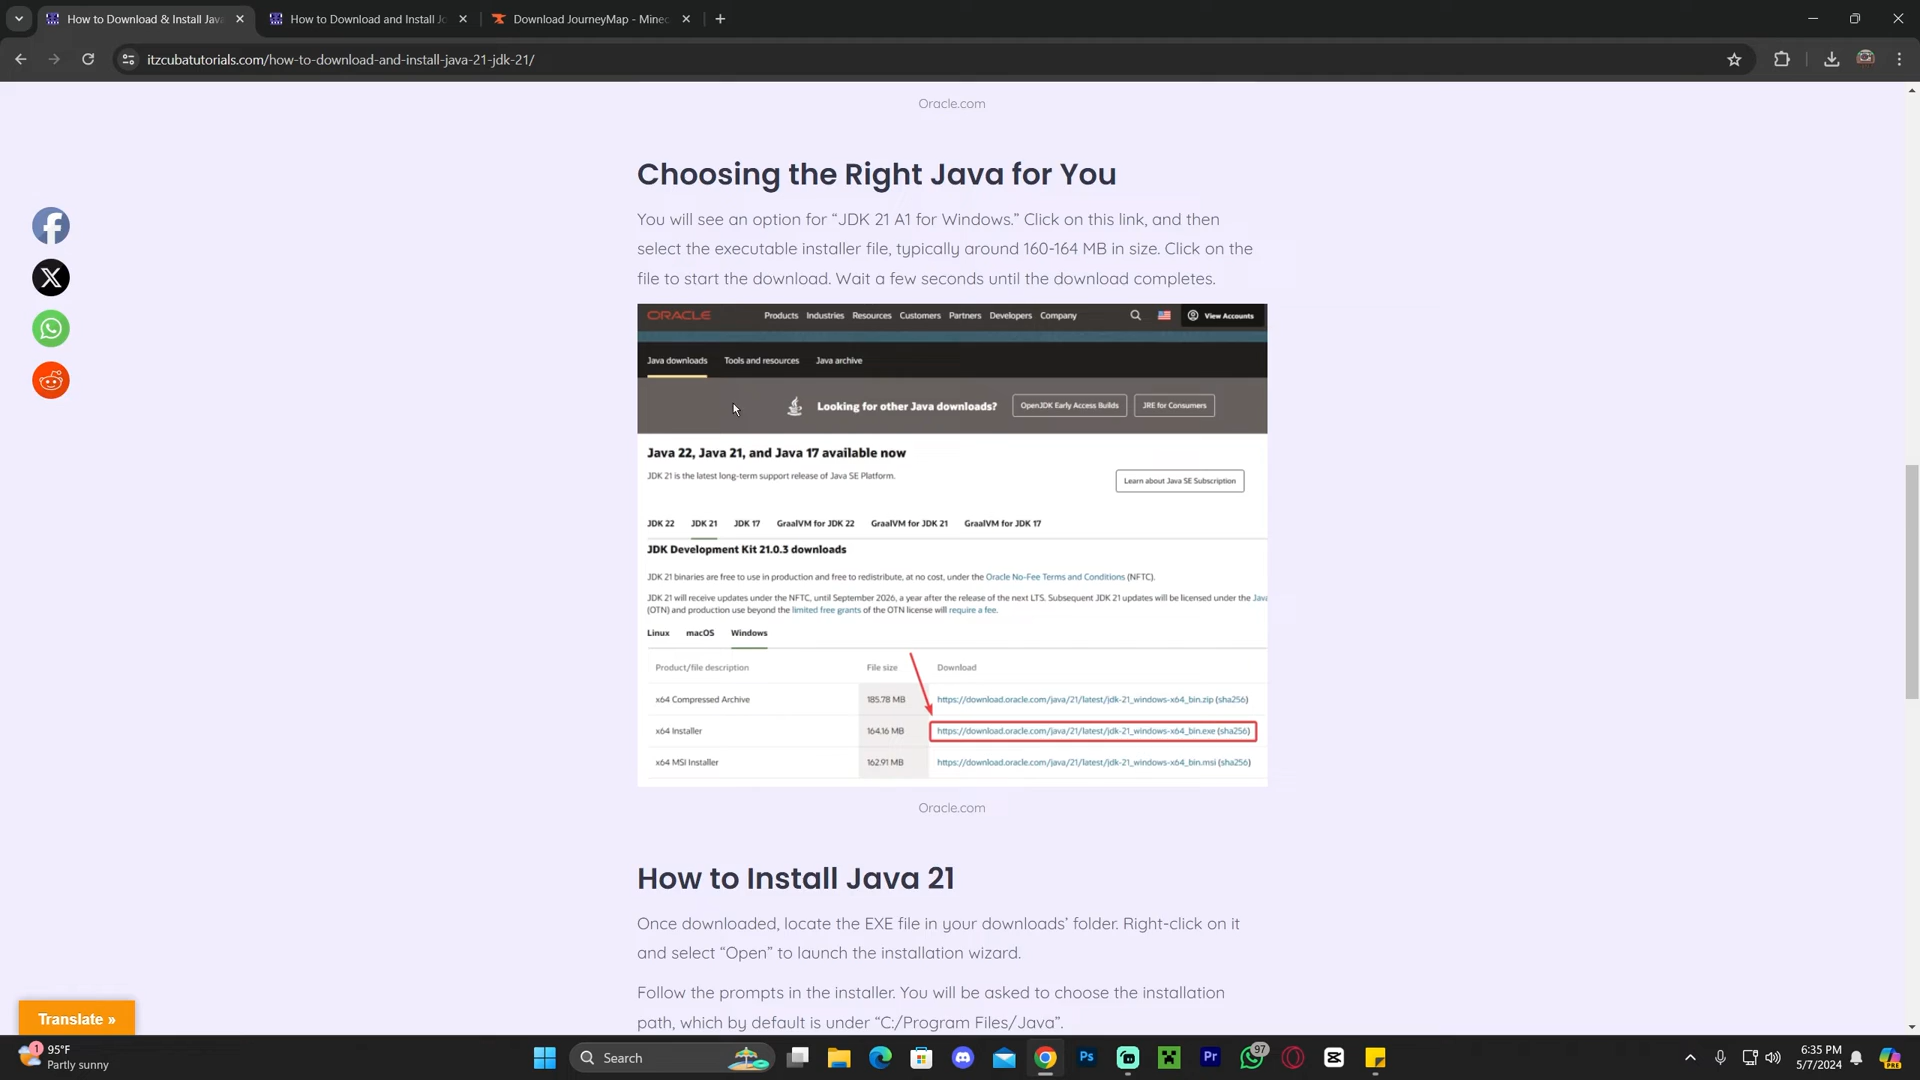 How to Download & Install Java
How to Download and Install Jo
Download JourneyMap - Minec
itzcubatutorials.com/how-to-download-and-install-java-21-jdk-21/
Oracle.com
Choosing the Right Java for You
You will see an option for “JDK 21 A1 for Windows.” Click on this link, and then
select the executable installer file, typically around 160-164 MB in size. Click on the
file to start the download. Wait a few seconds until the download completes.
ORACLE Products Industries Resources Customers Partners Developers Company View Accounts
Java downloads Tools and resources Java archive
Looking for other Java downloads? OpenJDK Early Access Builds JRE for Consumers
Java 22, Java 21, and Java 17 available now
JDK 21 is the latest long-term support release of Java SE Platform.
Learn about Java SE Subscription
JDK 22 JDK 21 JDK 17 GraalVM for JDK 22 GraalVM for JDK 21 GraalVM for JDK 17
JDK Development Kit 21.0.3 downloads
JDK 21 binaries are free to use in production and free to redistribute, at no cost, under the Oracle No-Fee Terms and Conditions (NFTC).
JDK 21 will receive updates under the NFTC, until September 2026, a year after the release of the next LTS. Subsequent JDK 21 updates will be licensed under the Java
(OTN) and production use beyond the limited free grants of the OTN license will require a fee.
Linux macOS Windows
Product/file description File size Download
x64 Compressed Archive 185.78 MB https://download.oracle.com/java/21/latest/jdk-21_windows-x64_bin.zip (sha256)
x64 Installer 164.16 MB https://download.oracle.com/java/21/latest/jdk-21_windows-x64_bin.exe (sha256)
x64 MSI Installer 162.91 MB https://download.oracle.com/java/21/latest/jdk-21_windows-x64_bin.msi (sha256)
Oracle.com
How to Install Java 21
Once downloaded, locate the EXE file in your downloads’ folder. Right-click on it
and select “Open” to launch the installation wizard.
Follow the prompts in the installer. You will be asked to choose the installation
path, which by default is under “C:/Program Files/Java”.
Translate »
1
95°F
Partly sunny
Search
Ps
Pr
97
6:35 PM
5/7/2024
PRE